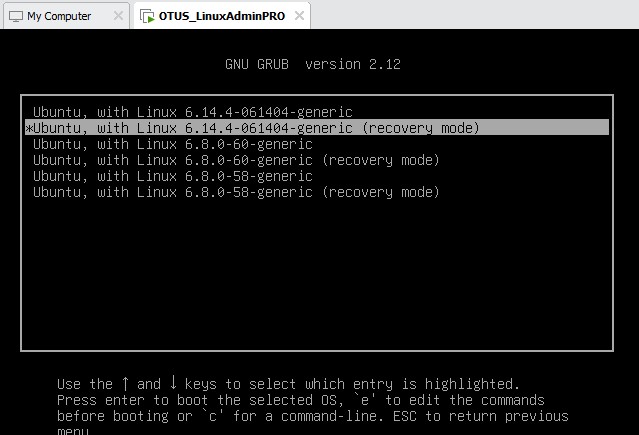 My Computer
OTUS_LinuxAdminPRO
GNU GRUB version 2.12
Ubuntu, with Linux 6.14.4-061404-generic
*Ubuntu, with Linux 6.14.4-061404-generic (recovery mode)
Ubuntu, with Linux 6.8.0-60-generic
Ubuntu, with Linux 6.8.0-60-generic (recovery mode)
Ubuntu, with Linux 6.8.0-58-generic
Ubuntu, with Linux 6.8.0-58-generic (recovery mode)
Use the ↑ and ↓ keys to select which entry is highlighted.
Press enter to boot the selected OS, `e' to edit the commands
before booting or `c' for a command-line. ESC to return previous
menu